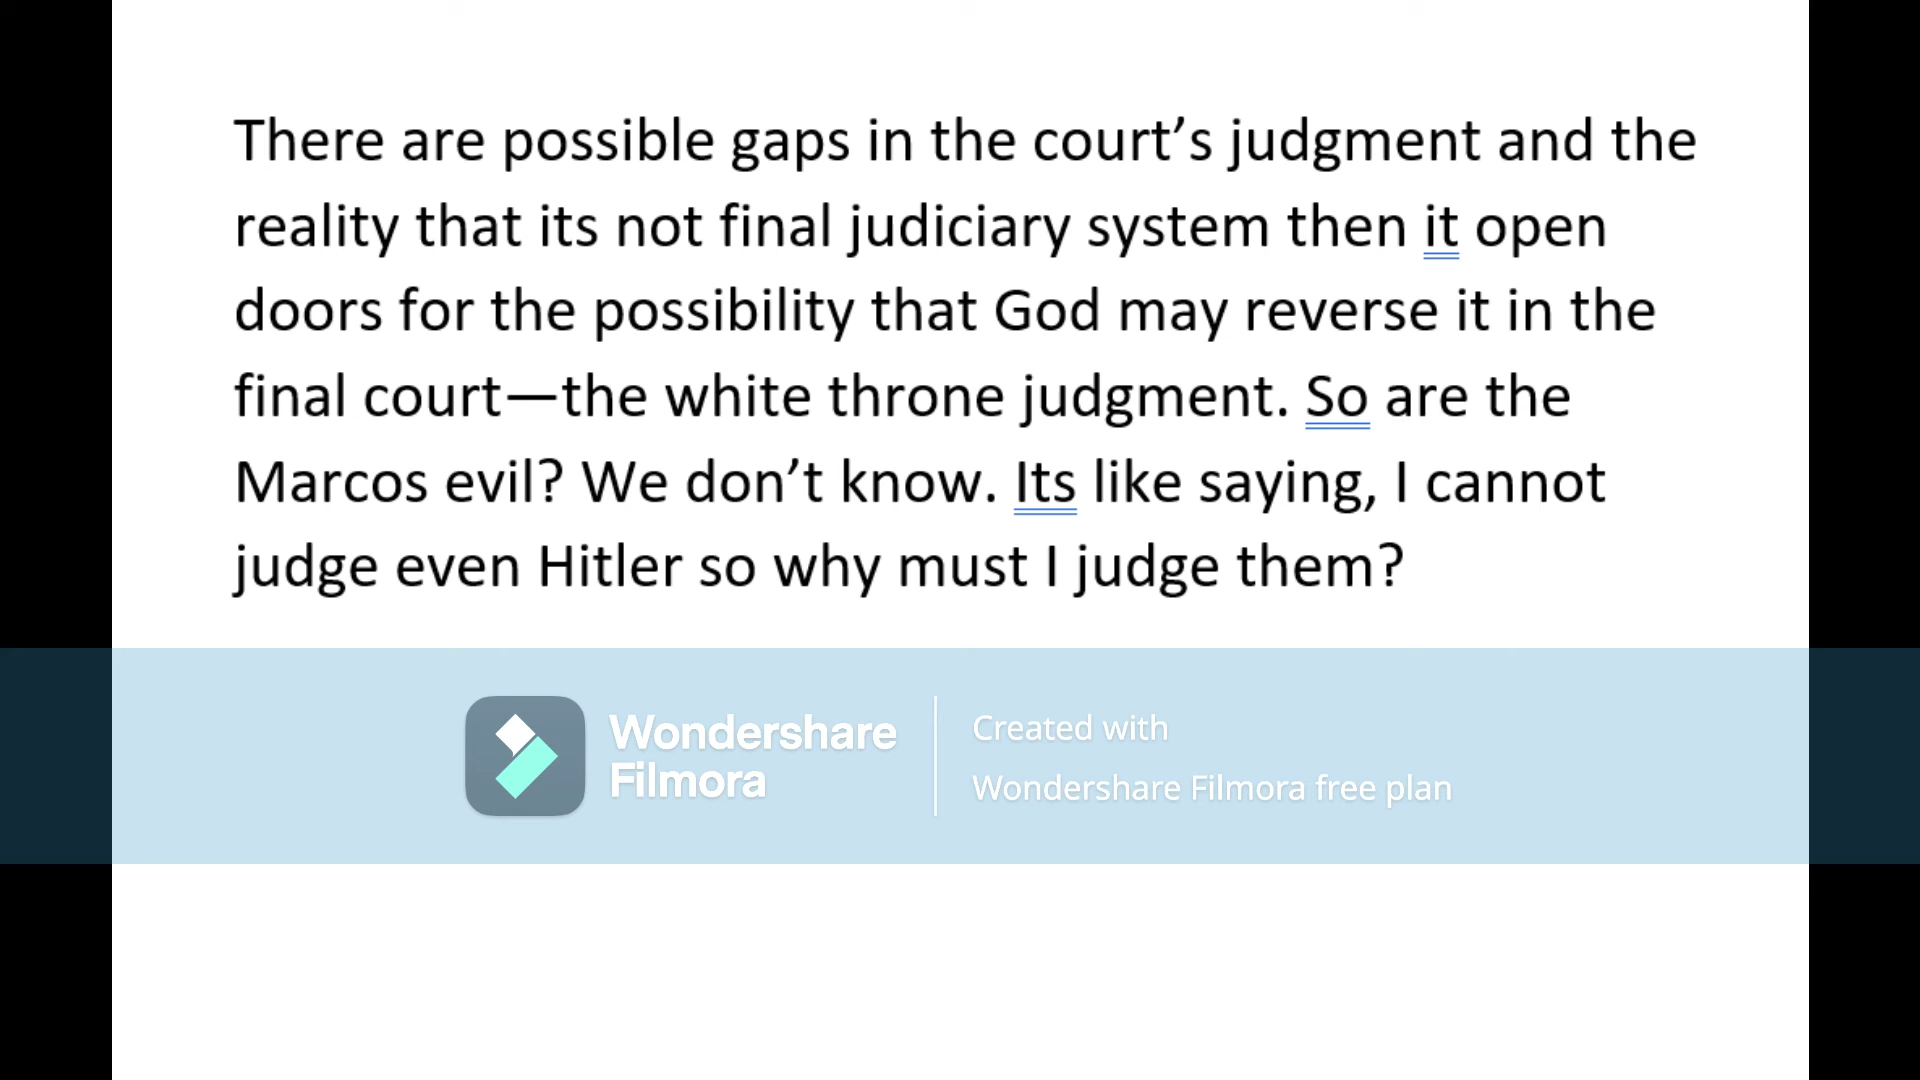 There are possible gaps in the court’s judgment and the
reality that its not final judiciary system then it open
doors for the possibility that God may reverse it in the
final court—the white throne judgment. So are the
Marcos evil? We don’t know. Its like saying, I cannot
judge even Hitler so why must I judge them?
Wondershare
Filmora
Created with
Wondershare Filmora free plan